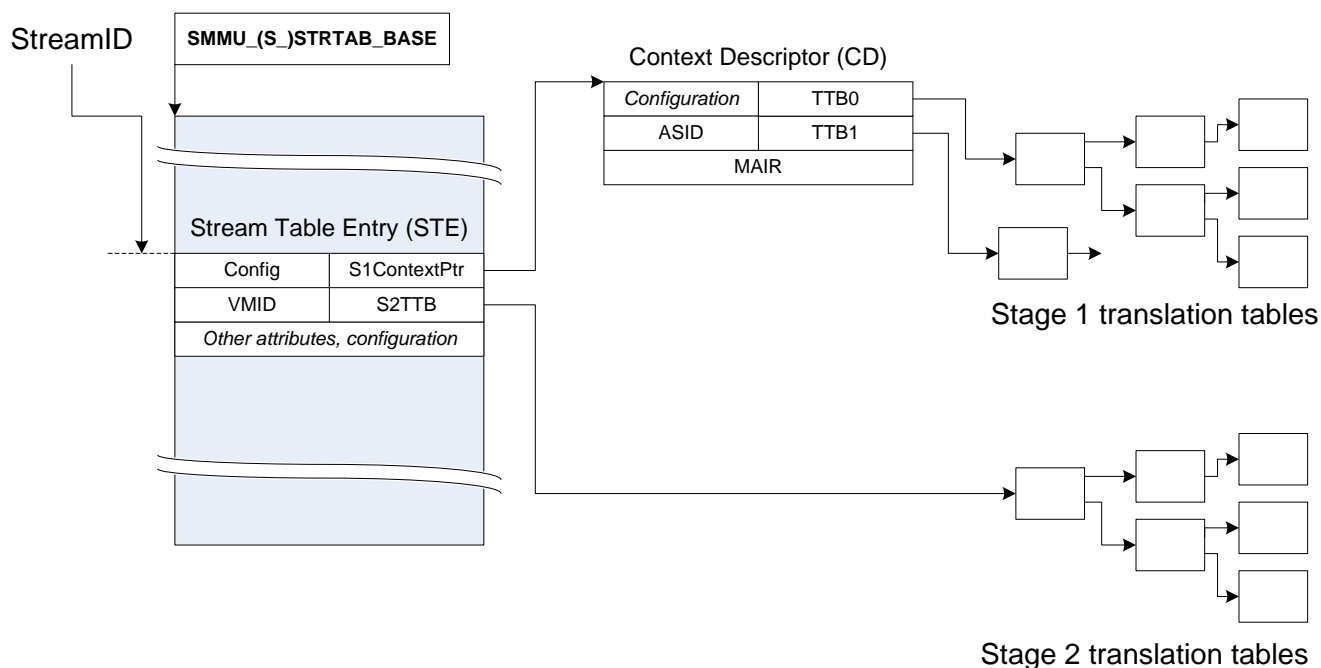 StreamID
SMMU_(S_)STRTAB_BASE
Context Descriptor (CD)
Configuration TTB0
ASID TTB1
MAIR
Stream Table Entry (STE)
Config S1ContextPtr
VMID S2TTB
Other attributes, configuration
Stage 1 translation tables
Stage 2 translation tables